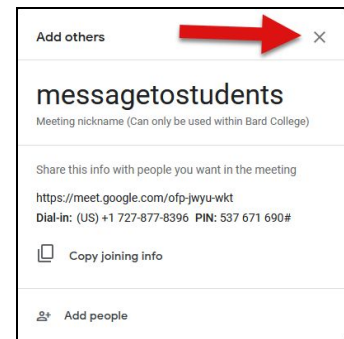 Add others
messagetostudents
Meeting nickname (Can only be used within Bard College)
Share this info with people you want in the meeting
https://meet.google.com/ofp-jwyu-wkt
Dial-in: (US) +1 727-877-8396 PIN: 537 671 690#
Copy joining info
Add people